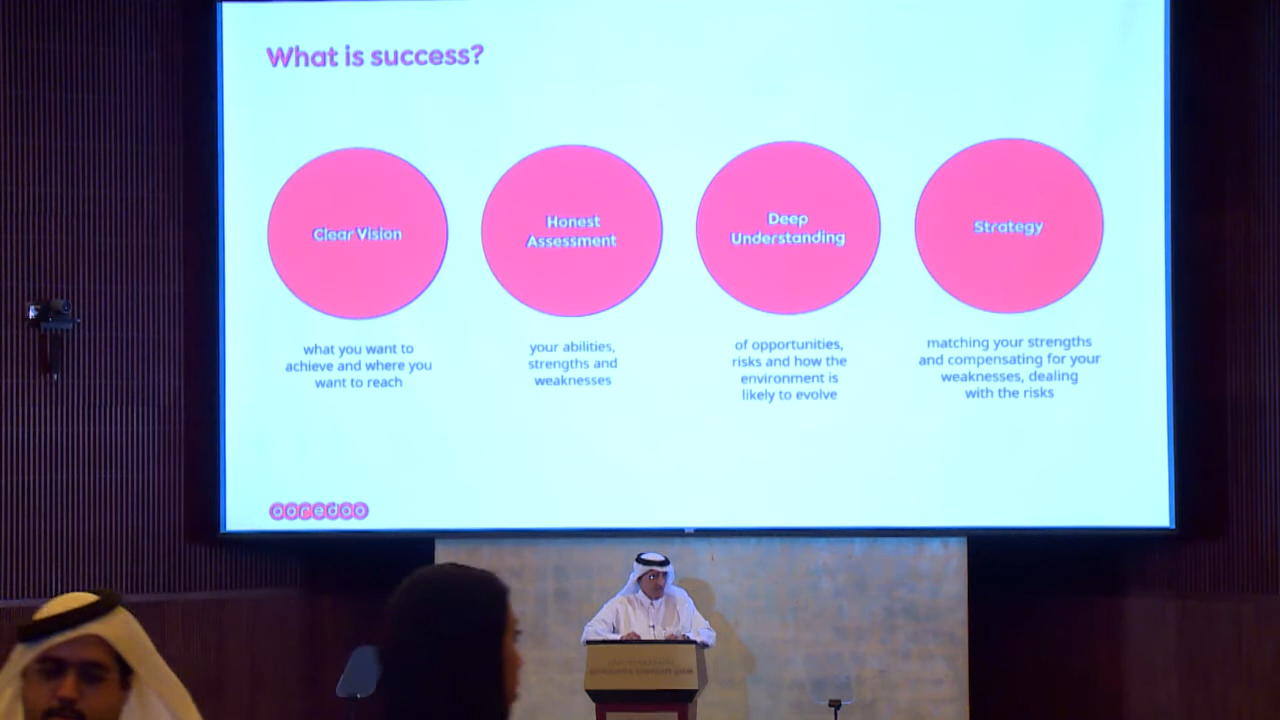 What is success?
Clear Vision
what you want to
achieve and where you
want to reach
Honest
Assessment
your abilities,
strengths and
weaknesses
Deep
Understanding
of opportunities,
risks and how the
environment is
likely to evolve
Strategy
matching your strengths
and compensating for your
weaknesses, dealing
with the risks
ooredoo